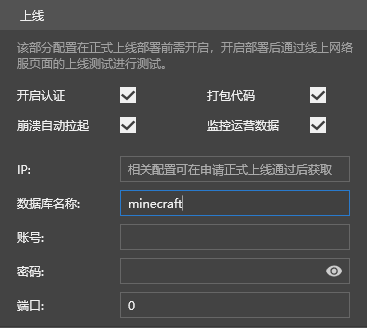 上线
该部分配置在正式上线部署前需开启，开启部署后通过线上网络
服页面的上线测试进行测试。
开启认证 打包代码
崩溃自动拉起 监控运营数据
IP: 相关配置可在申请正式上线通过后获取
数据库名称: minecraft
账号:
密码:
端口: 0